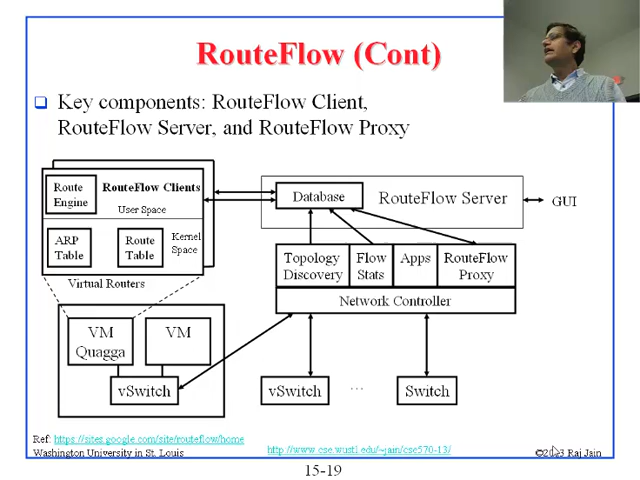 RouteFlow (Cont)
Key components: RouteFlow Client,
RouteFlow Server, and RouteFlow Proxy
Route
Engine
RouteFlow Clients
User Space
ARP
Table
Route
Table
Kernel
Space
Virtual Routers
Database
RouteFlow Server
GUI
Topology
Discovery
Flow
Stats
Apps
RouteFlow
Proxy
Network Controller
VM
Quagga
VM
vSwitch
vSwitch
...
Switch
Ref: https://sites.google.com/site/routeflow/home
Washington University in St. Louis
http://www.cse.wustl.edu/~jain/cse570-13/
©2013 Raj Jain
15-19